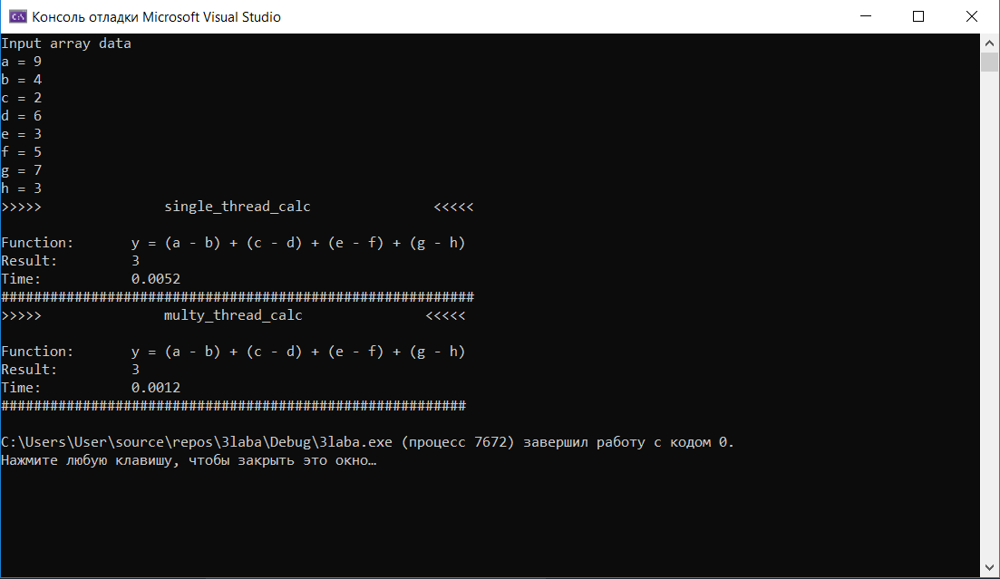 Консоль отладки Microsoft Visual Studio
Input array data
a = 9
b = 4
c = 2
d = 6
e = 3
f = 5
g = 7
h = 3
>>>>> single_thread_calc <<<<<
Function: y = (a - b) + (c - d) + (e - f) + (g - h)
Result: 3
Time: 0.0052
##########################################################
>>>>> multy_thread_calc <<<<<
Function: y = (a - b) + (c - d) + (e - f) + (g - h)
Result: 3
Time: 0.0012
#########################################################
C:\Users\User\source\repos\3laba\Debug\3laba.exe (процесс 7672) завершил работу с кодом 0.
Нажмите любую клавишу, чтобы закрыть это окно…